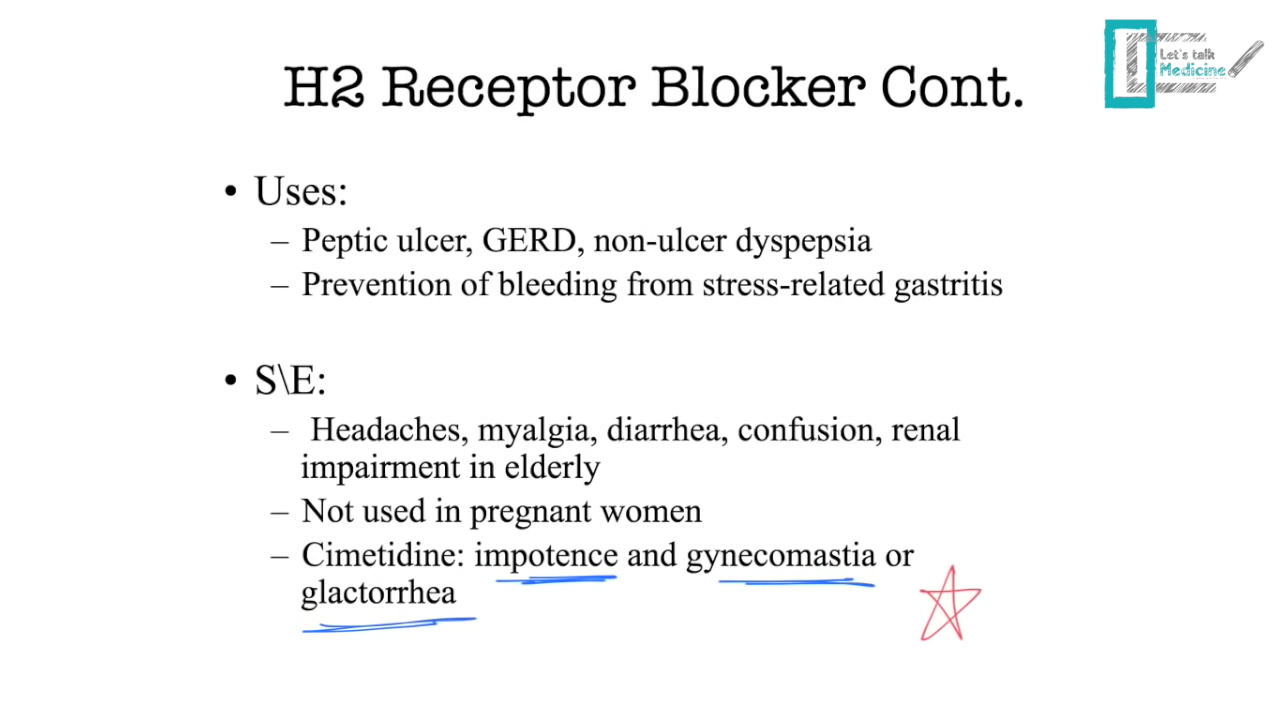 Let's talk
Medicine
H2 Receptor Blocker Cont.
• Uses:
– Peptic ulcer, GERD, non-ulcer dyspepsia
– Prevention of bleeding from stress-related gastritis
• S\E:
– Headaches, myalgia, diarrhea, confusion, renal
impairment in elderly
– Not used in pregnant women
– Cimetidine: impotence and gynecomastia or
glactorrhea